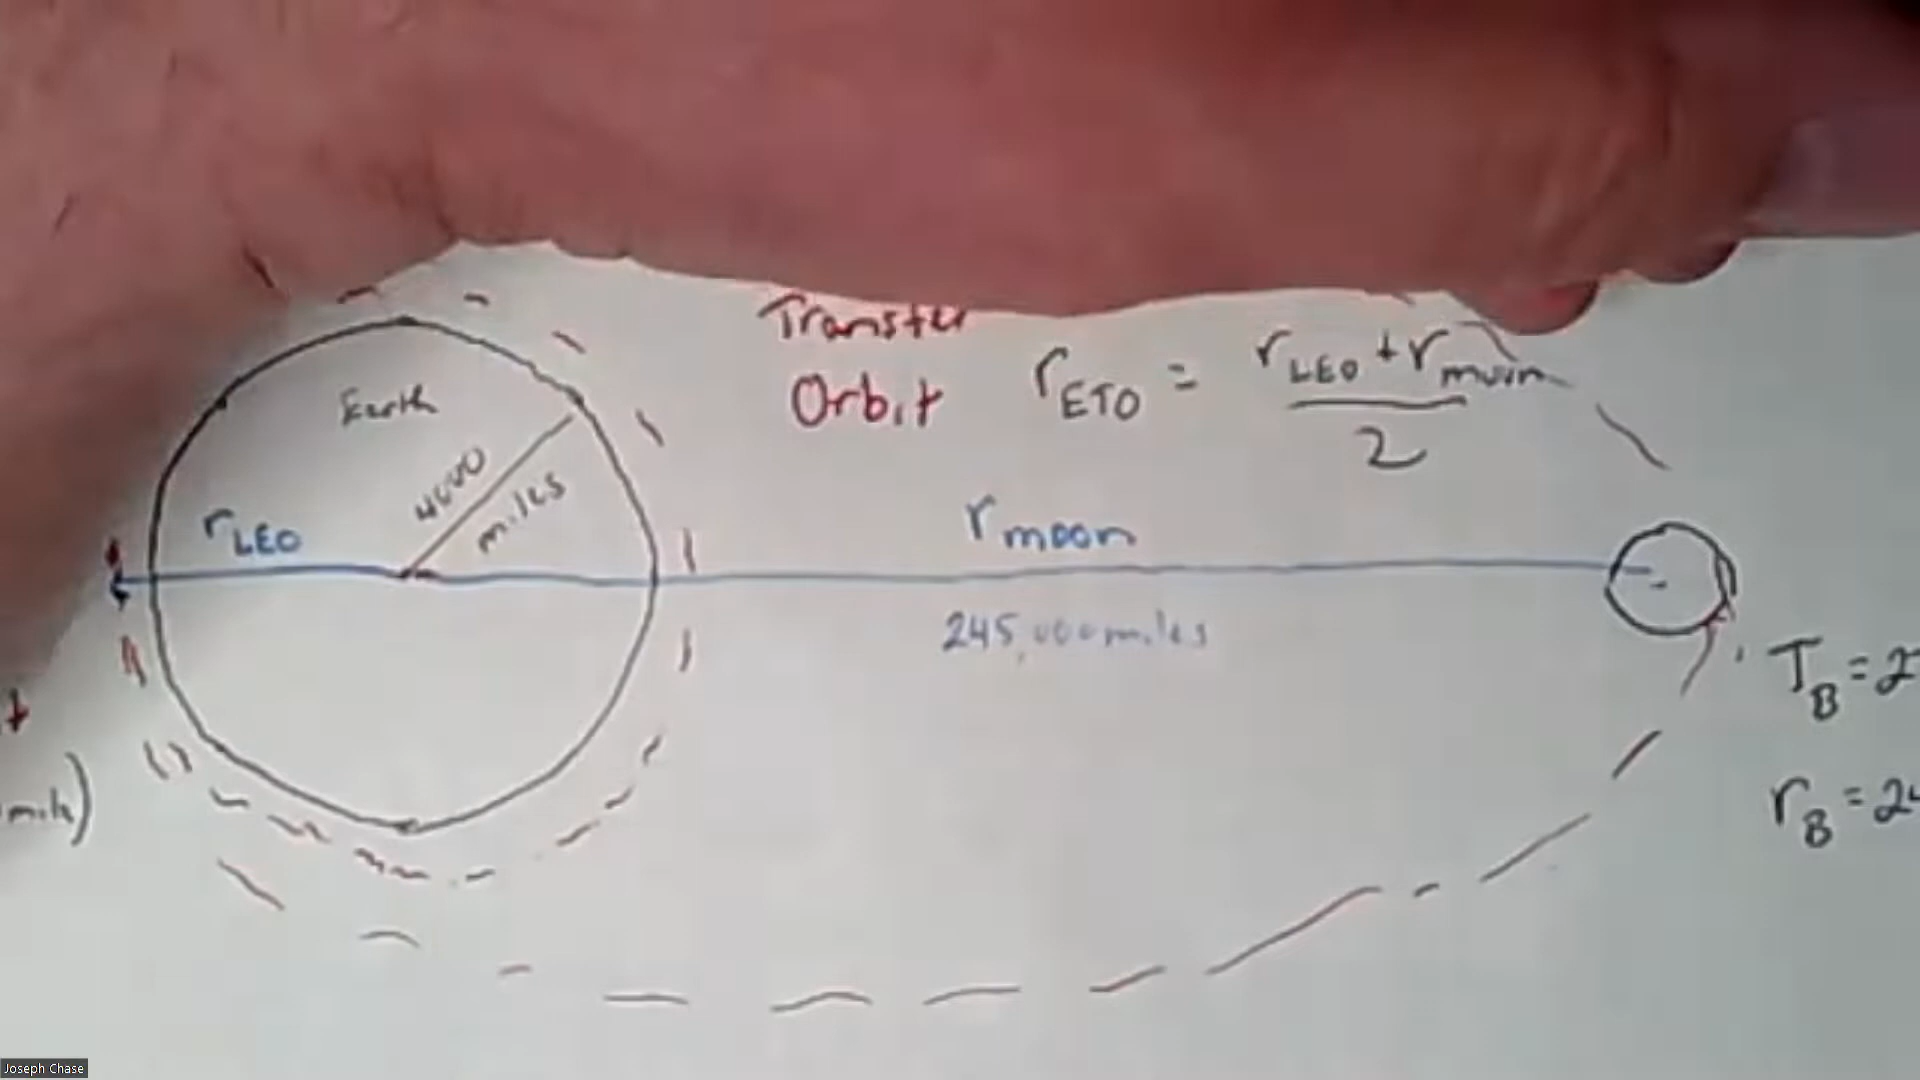 Transfer
Orbit
r_ETO = (r_LEO + r_moon) / 2
Earth
4000
miles
r_LEO
r_moon
245,000 miles
T_B = 2
r_B = 24
Joseph Chase